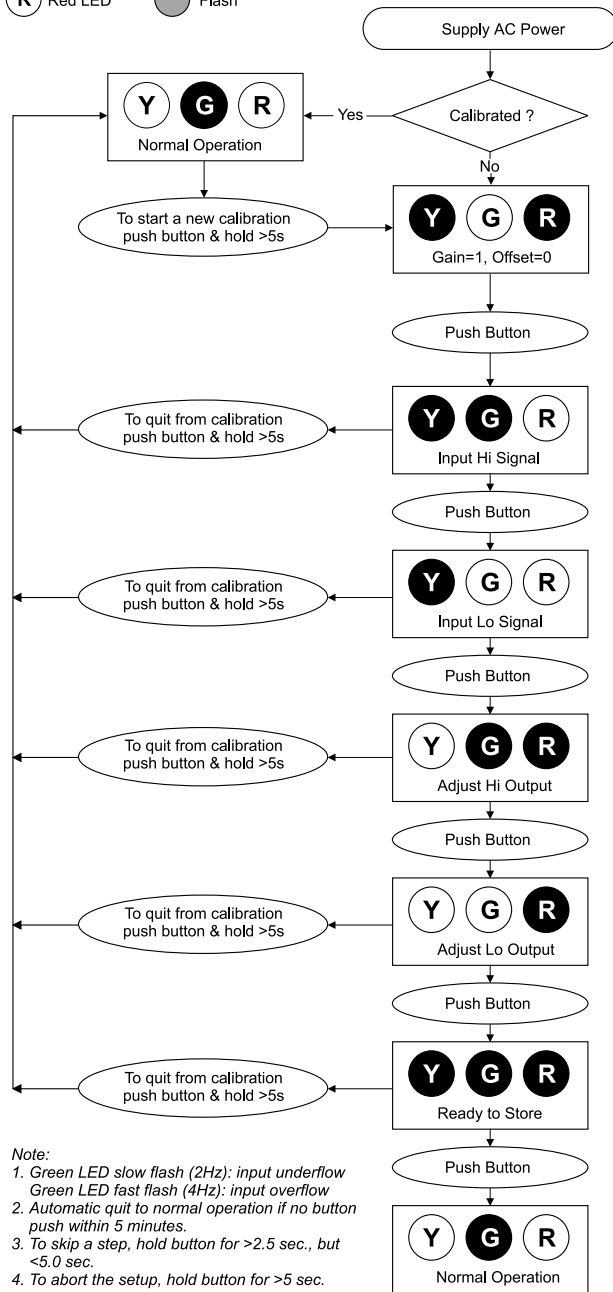 R Red LED
Flash
Supply AC Power
Calibrated ?
Yes
No
Y G R
Normal Operation
To start a new calibration
push button & hold >5s
Y G R
Gain=1, Offset=0
Push Button
Y G R
Input Hi Signal
To quit from calibration
push button & hold >5s
Push Button
Y G R
Input Lo Signal
To quit from calibration
push button & hold >5s
Push Button
Y G R
Adjust Hi Output
To quit from calibration
push button & hold >5s
Push Button
Y G R
Adjust Lo Output
To quit from calibration
push button & hold >5s
Push Button
Y G R
Ready to Store
To quit from calibration
push button & hold >5s
Push Button
Y G R
Normal Operation
Note:
1. Green LED slow flash (2Hz): input underflow
Green LED fast flash (4Hz): input overflow
2. Automatic quit to normal operation if no button
push within 5 minutes.
3. To skip a step, hold button for >2.5 sec., but
<5.0 sec.
4. To abort the setup, hold button for >5 sec.